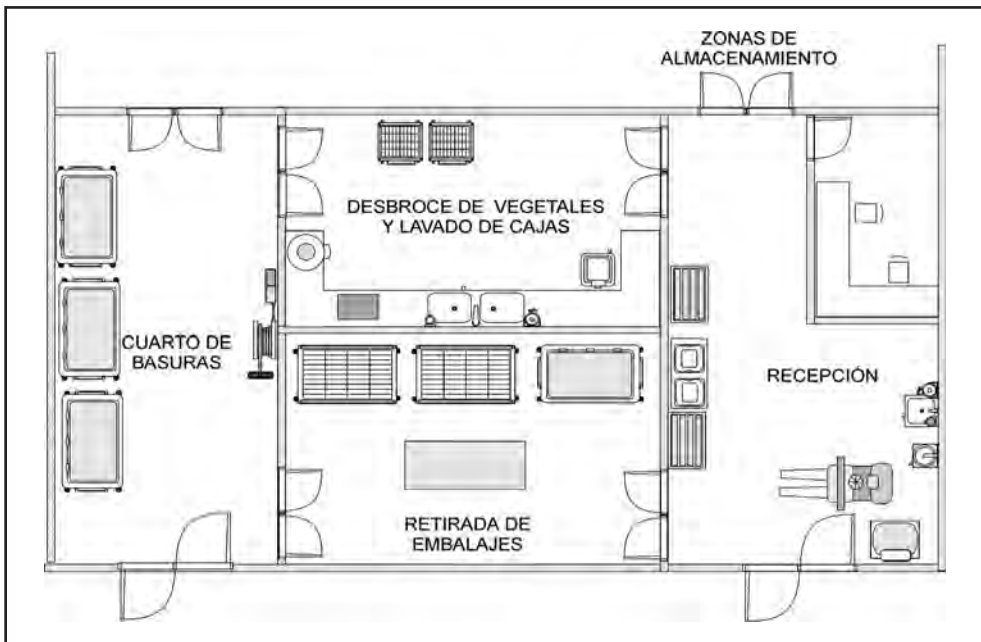 ZONAS DE
ALMACENAMIENTO
DESBROCE DE VEGETALES
Y LAVADO DE CAJAS
CUARTO DE
BASURAS
RECEPCIÓN
RETIRADA DE
EMBALAJES